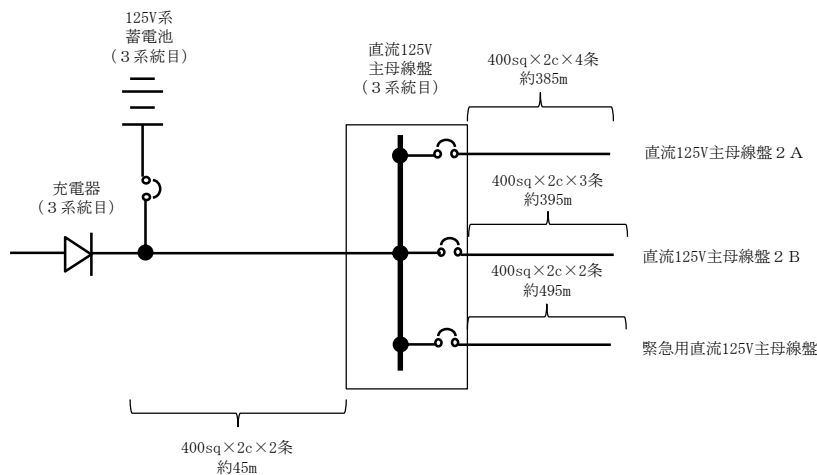 125V系
蓄電池
(３系統目)
直流125V
主母線盤
(３系統目)
400sq×2c×4条
約385m
直流125V主母線盤２Ａ
充電器
(３系統目)
400sq×2c×3条
約395m
直流125V主母線盤２Ｂ
400sq×2c×2条
約495m
緊急用直流125V主母線盤
400sq×2c×2条
約45m